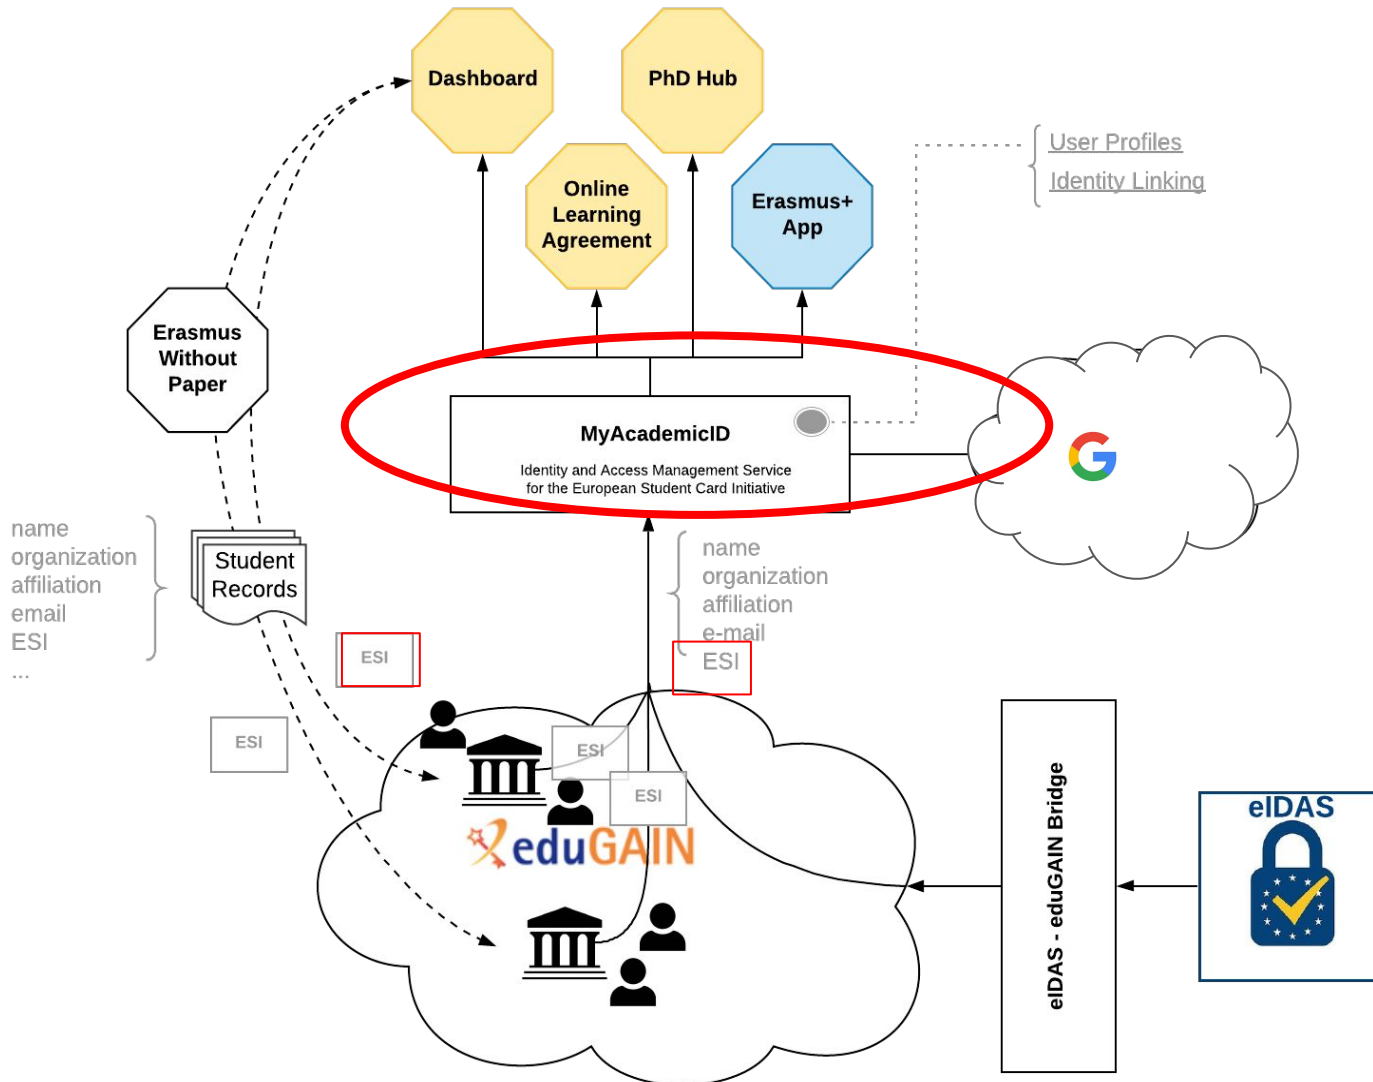 Dashboard
PhD Hub
User Profiles
Identity Linking
Online
Learning
Agreement
Erasmus+
App
Erasmus
Without
Paper
MyAcademicID
Identity and Access Management Service
for the European Student Card Initiative
G
name
organization
affiliation
email
ESI
...
Student
Records
name
organization
affiliation
e-mail
ESI
ESI
ESI
ESI
ESI
eduGAIN
eIDAS - eduGAIN Bridge
eIDAS